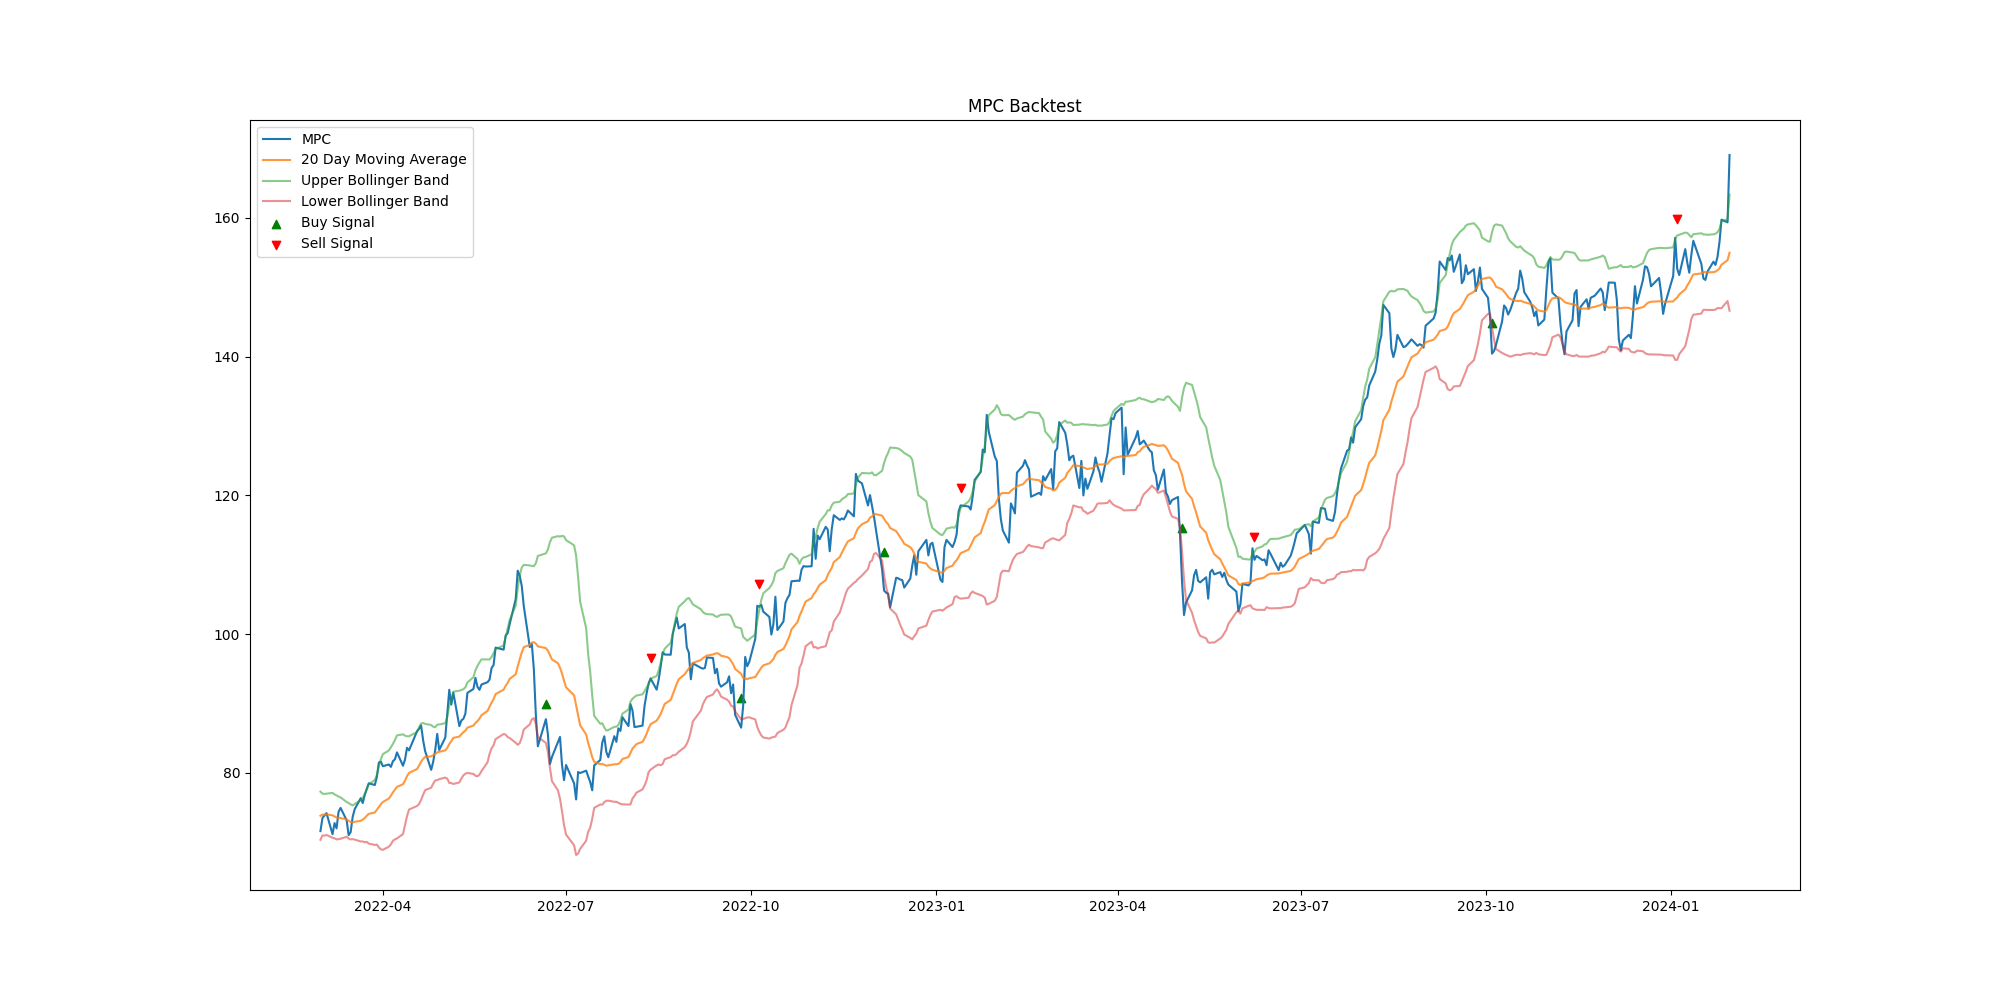 MPC Backtest
MPC
20 Day Moving Average
Upper Bollinger Band
Lower Bollinger Band
Buy Signal
Sell Signal
160
140
120
100
80
2022-04
2022-07
2022-10
2023-01
2023-04
2023-07
2023-10
2024-01